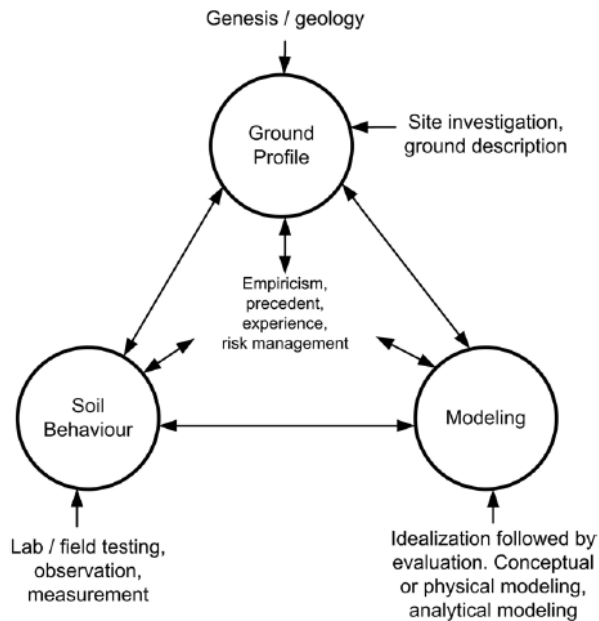 Genesis / geology
Ground
Profile
Site investigation,
ground description
Empiricism,
precedent,
experience,
risk management
Soil
Behaviour
Modeling
Lab / field testing,
observation,
measurement
Idealization followed by
evaluation. Conceptual
or physical modeling,
analytical modeling